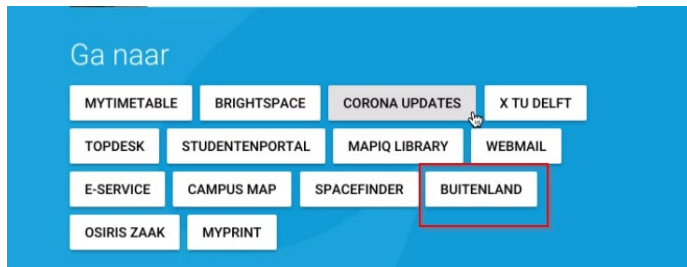 Ga naar
MYTIMETABLE BRIGHTSPACE CORONA UPDATES X TU DELFT
TOPDESK STUDENTENPORTAL MAPIQ LIBRARY WEBMAIL
E-SERVICE CAMPUS MAP SPACEFINDER BUITENLAND
OSIRIS ZAAK MYPRINT